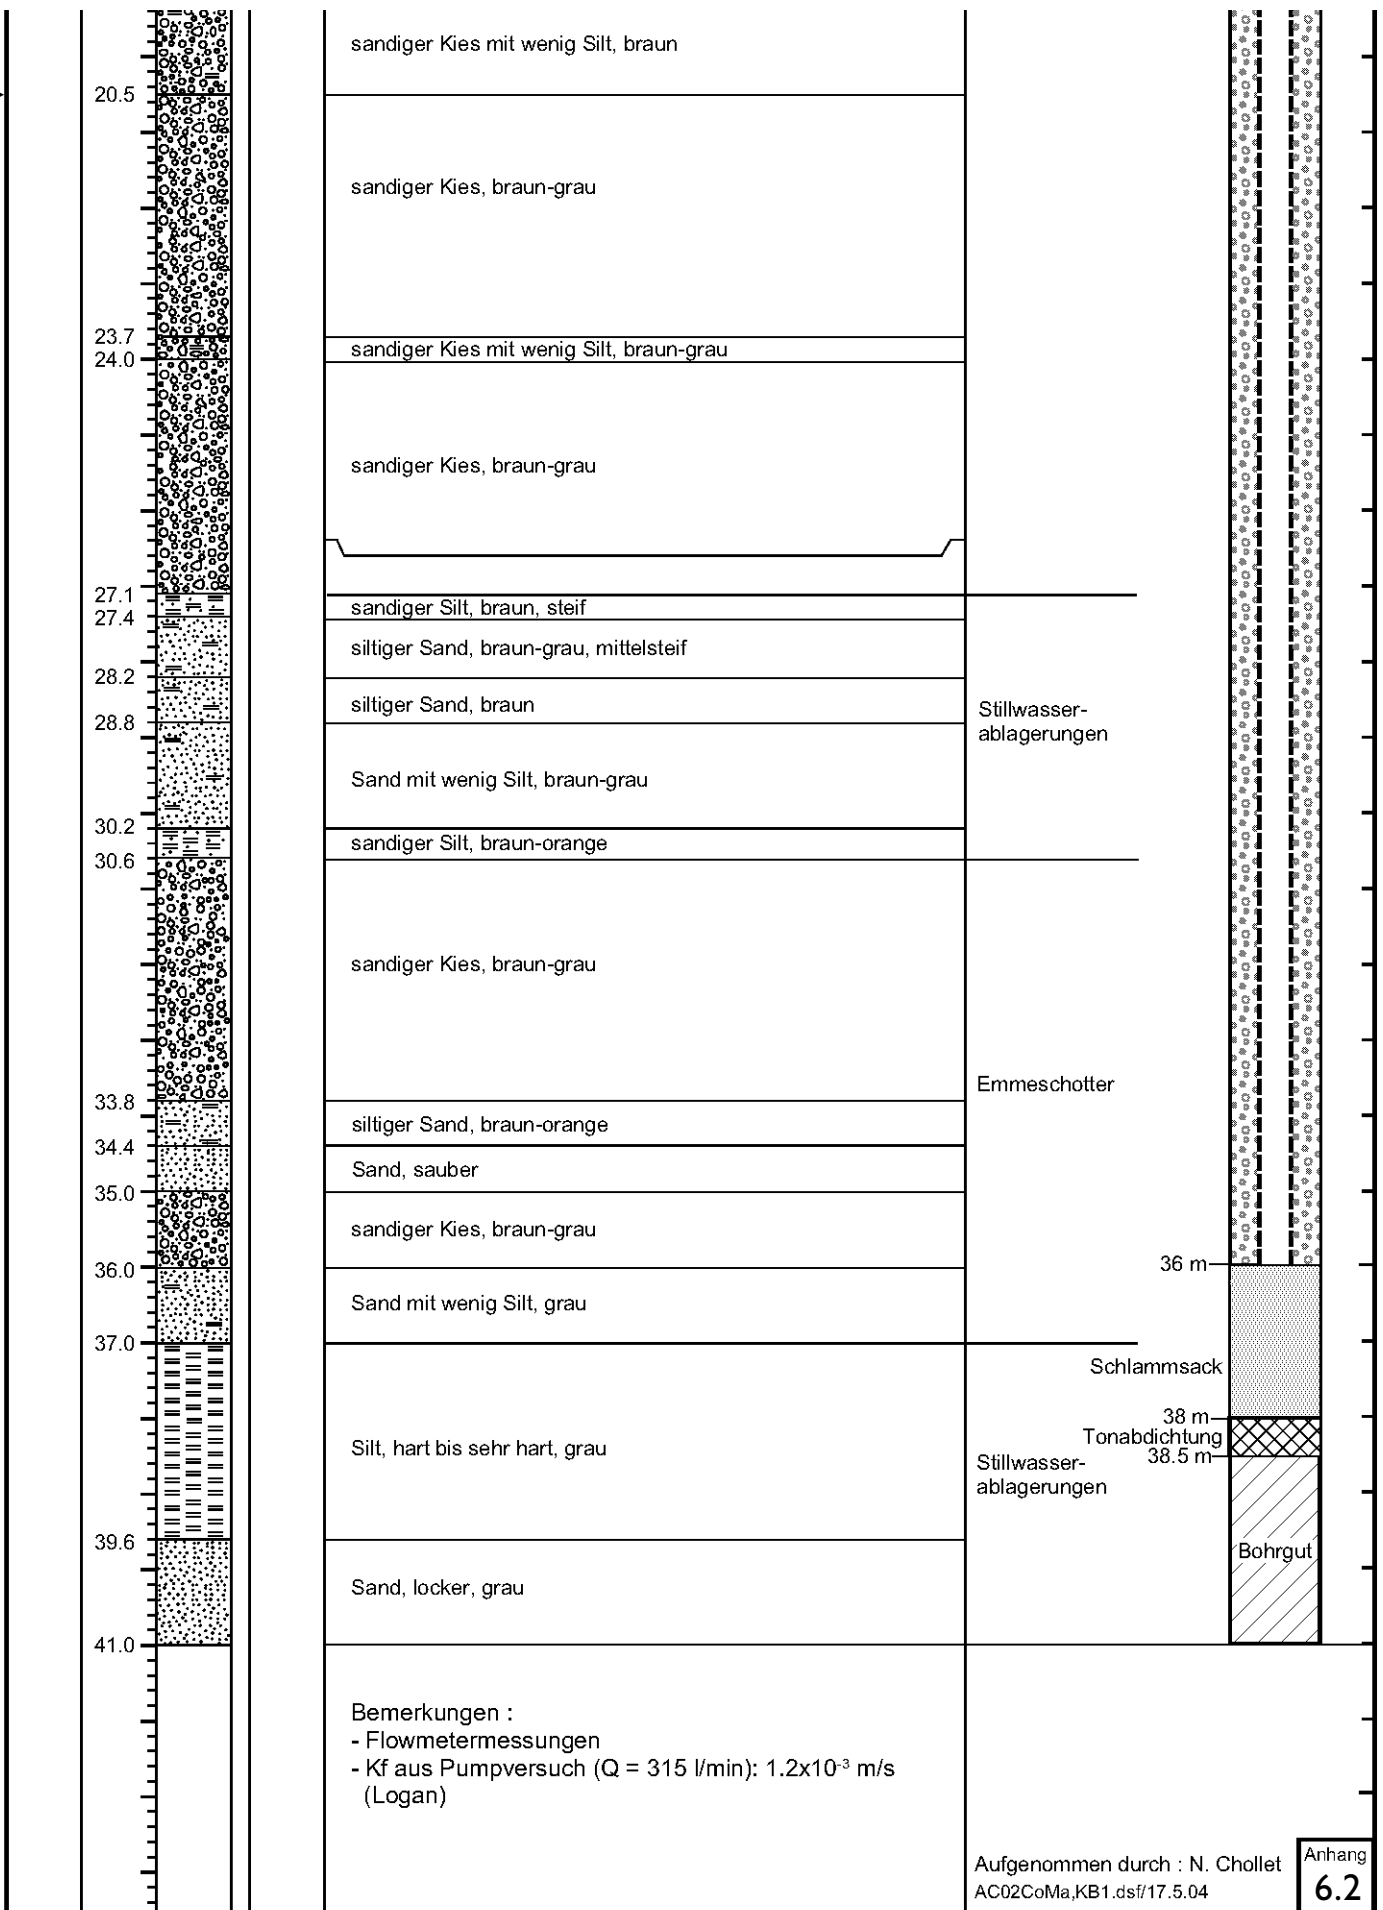 sandiger Kies mit wenig Silt, braun
20.5
sandiger Kies, braun-grau
23.7
sandiger Kies mit wenig Silt, braun-grau
24.0
sandiger Kies, braun-grau
27.1
sandiger Silt, braun, steif
27.4
siltiger Sand, braun-grau, mittelsteif
28.2
siltiger Sand, braun
Stillwasser-
ablagerungen
28.8
Sand mit wenig Silt, braun-grau
30.2
sandiger Silt, braun-orange
30.6
sandiger Kies, braun-grau
Emmeschotter
33.8
siltiger Sand, braun-orange
34.4
Sand, sauber
35.0
sandiger Kies, braun-grau
36 m
36.0
Sand mit wenig Silt, grau
37.0
Schlammsack
38 m
Tonabdichtung
38.5 m
Silt, hart bis sehr hart, grau
Stillwasser-
ablagerungen
39.6
Bohrgut
Sand, locker, grau
41.0
Bemerkungen :
- Flowmetermessungen
- Kf aus Pumpversuch (Q = 315 l/min): 1.2x10⁻³ m/s
(Logan)
Aufgenommen durch : N. Chollet
AC02CoMa,KB1.dsf/17.5.04
Anhang
6.2